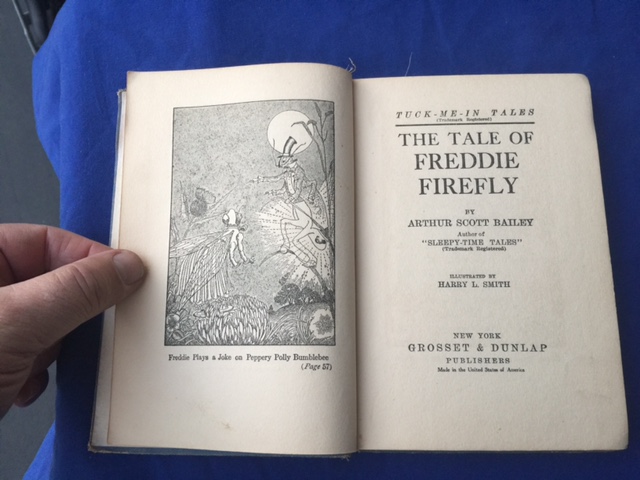 Freddie Plays a Joke on Peppery Polly Bumblebee
(Page 57)
TUCK-ME-IN TALES
(Trademark Registered)
THE TALE OF
FREDDIE
FIREFLY
BY
ARTHUR SCOTT BAILEY
Author of
"SLEEPY-TIME TALES"
(Trademark Registered)
ILLUSTRATED BY
HARRY L. SMITH
NEW YORK
GROSSET & DUNLAP
PUBLISHERS
Made in the United States of America